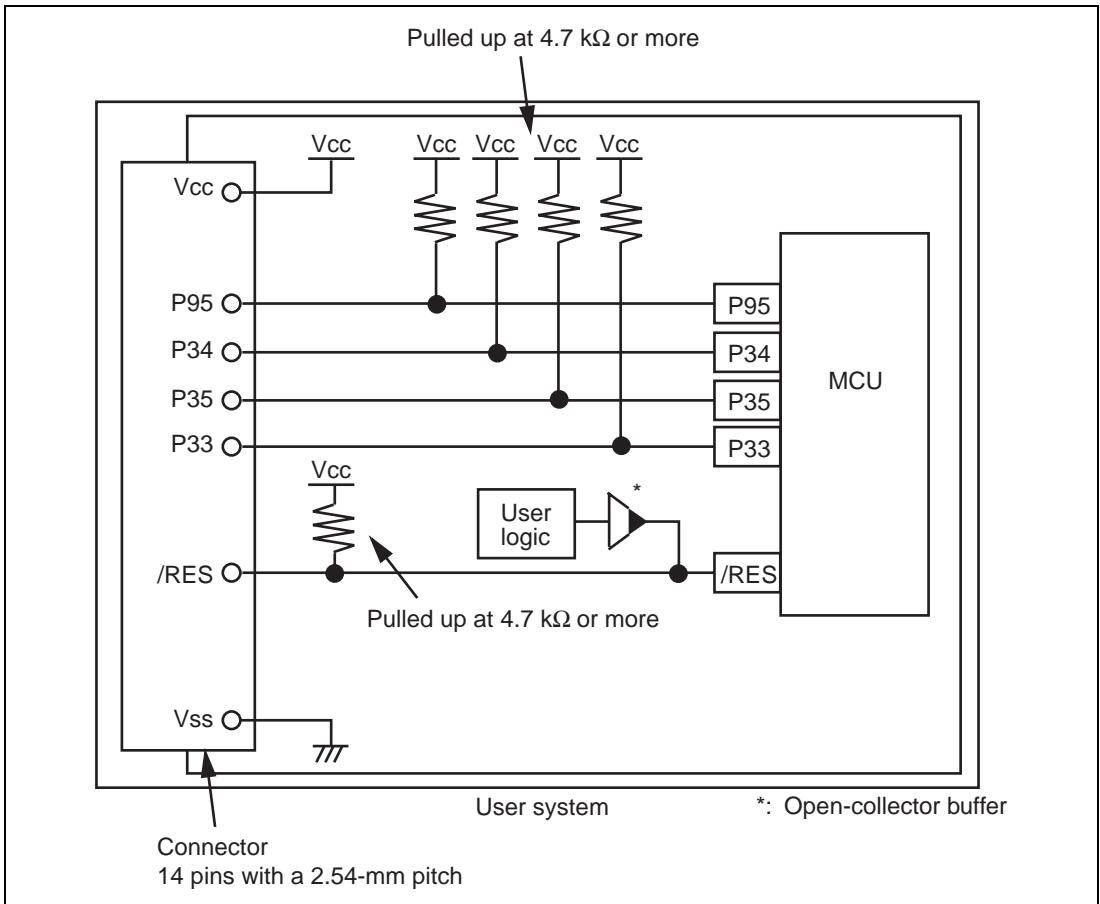 Pulled up at 4.7 kΩ or more
Vcc
Vcc Vcc Vcc Vcc
Vcc
P95
P34
P35
P33
P95
P34
P35
P33
MCU
Vcc
*
User
logic
/RES
/RES
Pulled up at 4.7 kΩ or more
Vss
User system
*: Open-collector buffer
Connector
14 pins with a 2.54-mm pitch